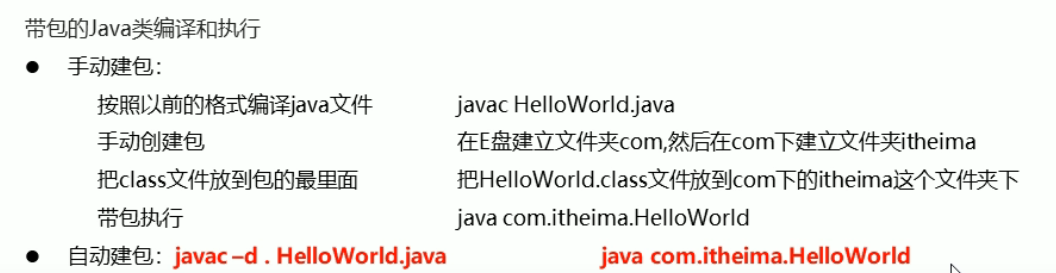 带包的Java类编译和执行
● 手动建包：
按照以前的格式编译java文件 javac HelloWorld.java
手动创建包 在E盘建立文件夹com,然后在com下建立文件夹itheima
把class文件放到包的最里面 把HelloWorld.class文件放到com下的itheima这个文件夹下
带包执行 java com.itheima.HelloWorld
● 自动建包：javac –d . HelloWorld.java java com.itheima.HelloWorld